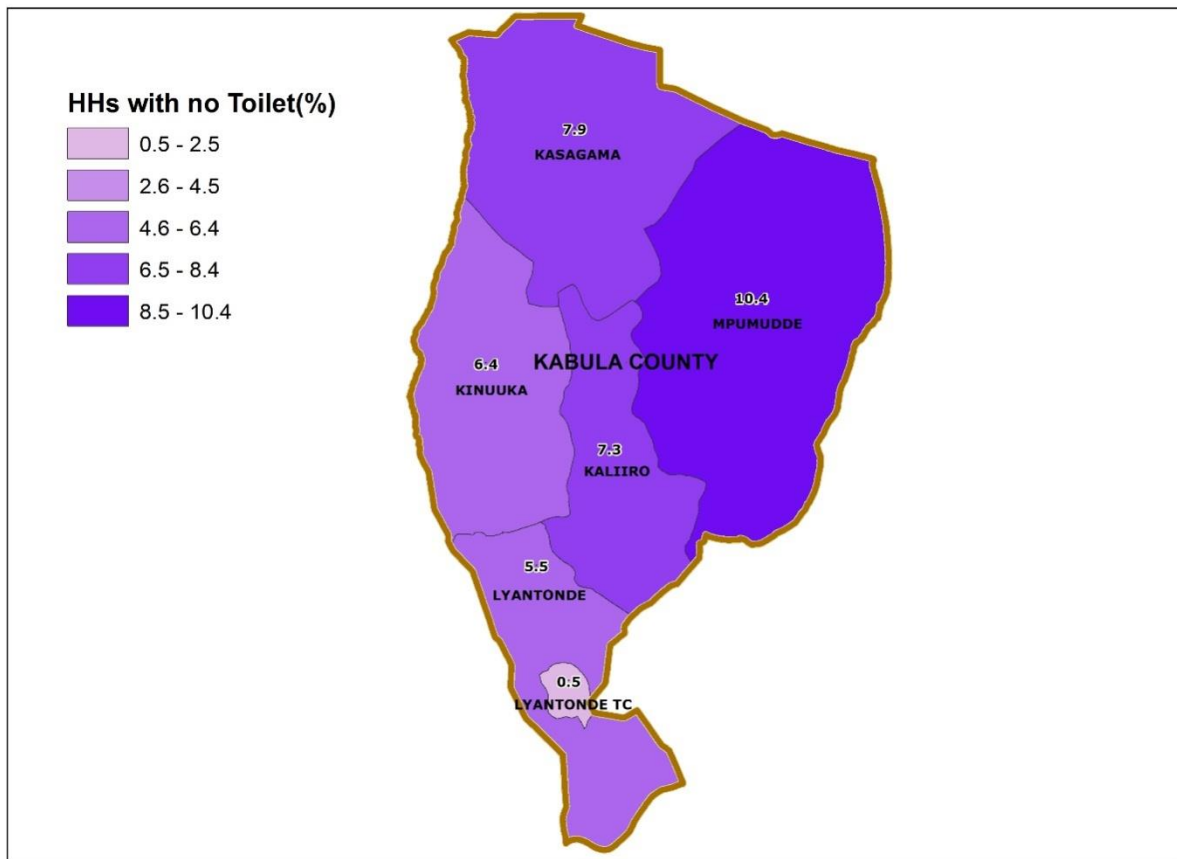 HHs with no Toilet(%)
0.5 - 2.5
2.6 - 4.5
4.6 - 6.4
6.5 - 8.4
8.5 - 10.4
7.9
KASAGAMA
10.4
MPUMUDDE
KABULA COUNTY
6.4
KINUUKA
7.3
KALIIRO
5.5
LYANTONDE
0.5
LYANTONDE TC